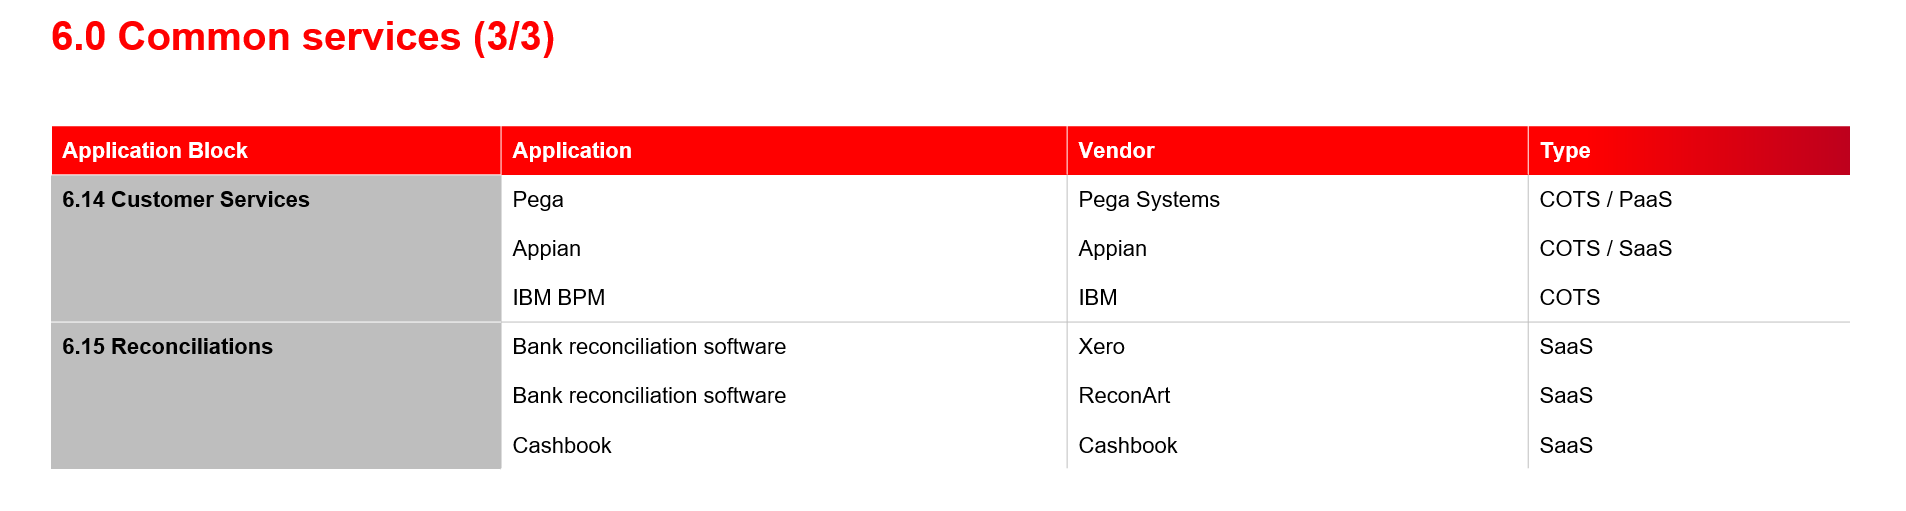 6.0 Common services (3/3)
Application Block Application Vendor Type
6.14 Customer Services Pega Pega Systems COTS / PaaS
Appian Appian COTS / SaaS
IBM BPM IBM COTS
6.15 Reconciliations Bank reconciliation software Xero SaaS
Bank reconciliation software ReconArt SaaS
Cashbook Cashbook SaaS